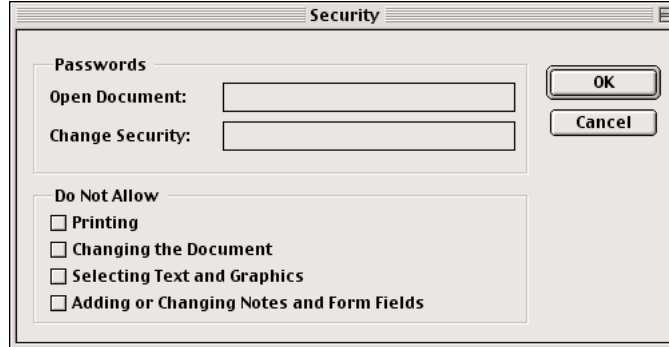 Security
Passwords
Open Document:
Change Security:
OK
Cancel
Do Not Allow
Printing
Changing the Document
Selecting Text and Graphics
Adding or Changing Notes and Form Fields